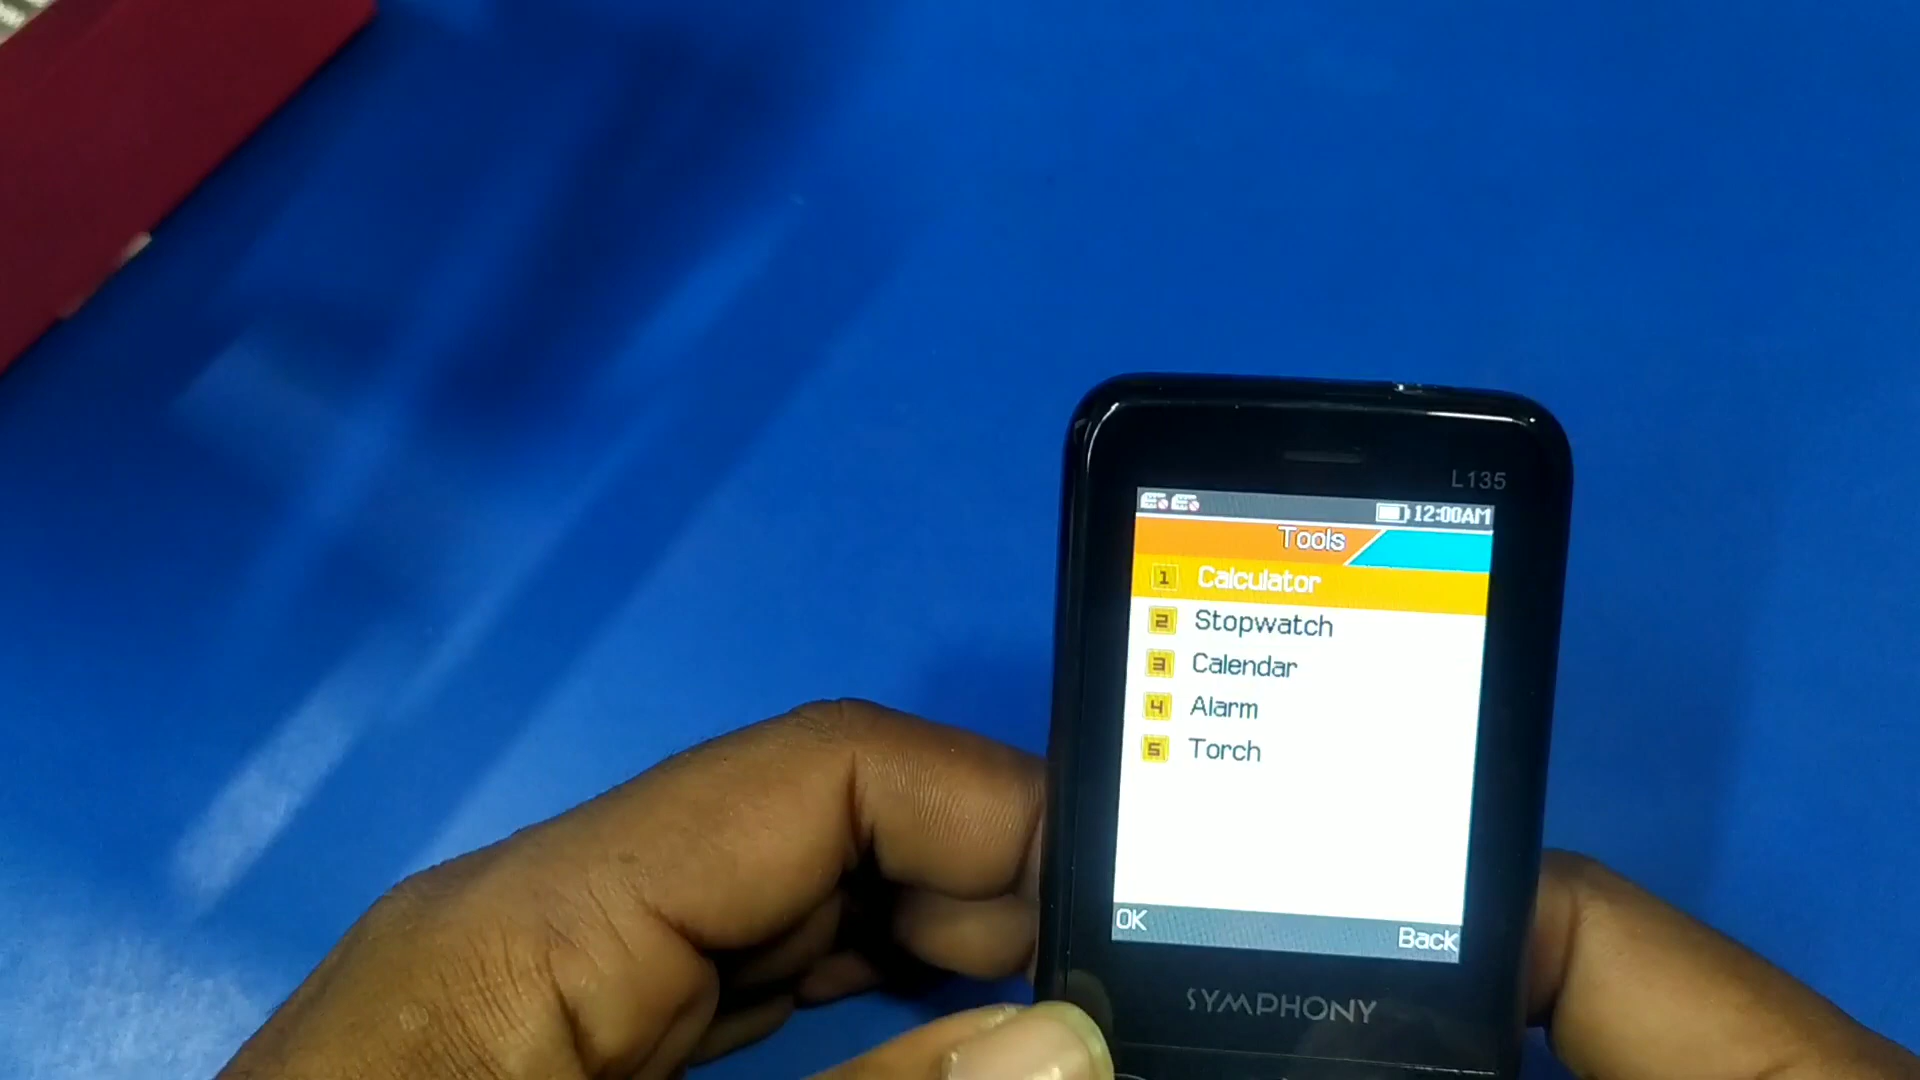 L135
12:00AM
Tools
1 Calculator
2 Stopwatch
3 Calendar
4 Alarm
5 Torch
OK Back
SYMPHONY